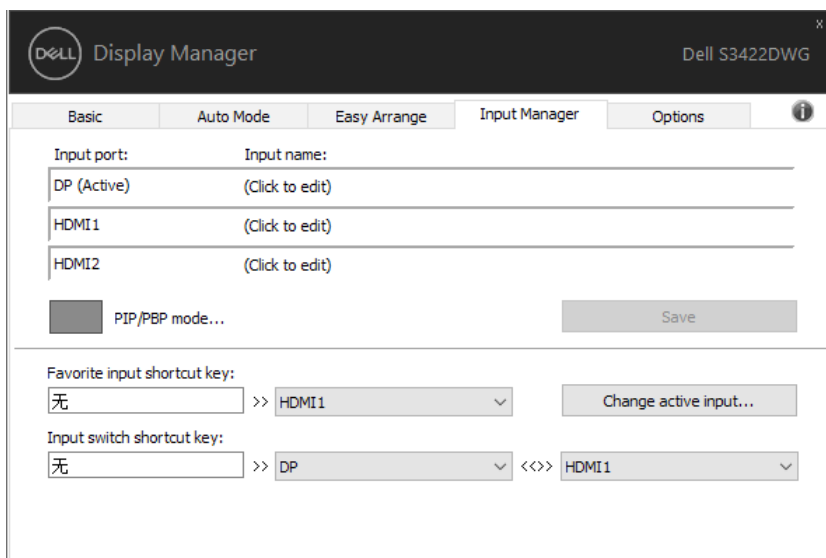 x
DELL Display Manager Dell S3422DWG
Basic Auto Mode Easy Arrange Input Manager Options i
Input port: Input name:
DP (Active) (Click to edit)
HDMI1 (Click to edit)
HDMI2 (Click to edit)
PIP/PBP mode... Save
Favorite input shortcut key:
无 >> HDMI1 Change active input...
Input switch shortcut key:
无 >> DP <<>> HDMI1